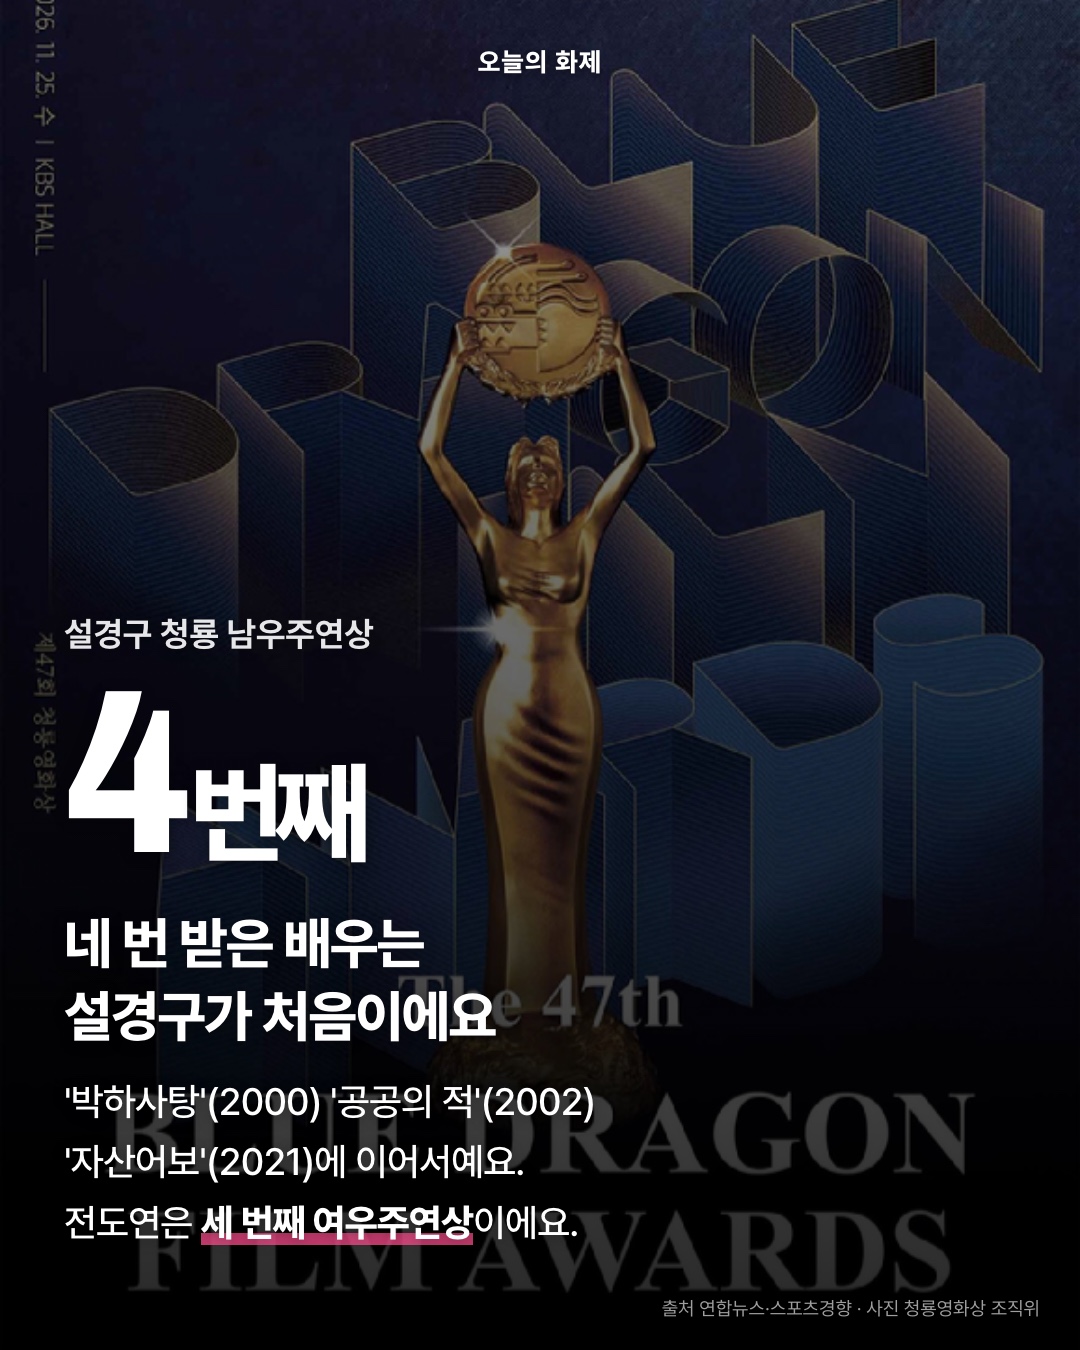 오늘의 화제
026. 11. 25. 수 | KBS HALL
제47회 청룡영화상
설경구 청룡 남우주연상
4번째
네 번 받은 배우는
설경구가 처음이에요
'박하사탕'(2000) '공공의 적'(2002)
'자산어보'(2021)에 이어서예요.
전도연은 세 번째 여우주연상이에요.
The 47th
BLUE DRAGON
FILM AWARDS
출처 연합뉴스·스포츠경향 · 사진 청룡영화상 조직위